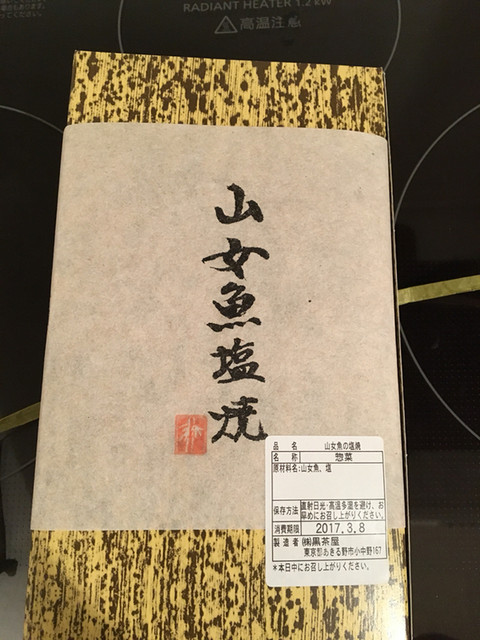 RADIANT HEATER 1.2 kW
高温注意
山女魚塩焼
品名 山女魚の塩焼
名称 惣菜
原材料名:山女魚、塩
保存方法 直射日光・高温多湿を避け、お
早めにお召し上がりください。
消費期限 2017.3.8
製造者 ㈱黒茶屋
東京都あきる野市小中野167
*本日中にお召し上がりください。